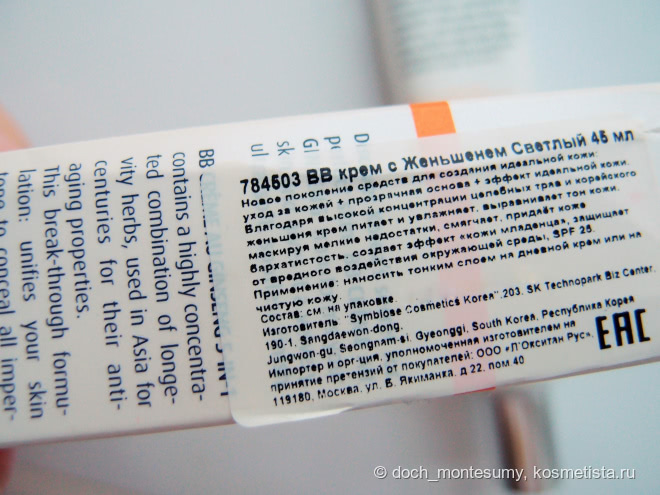 784503 BB крем с Женьшенем Светлый 45 мл
Новое поколение средств для создания идеальной кожи:
уход за кожей + прозрачная основа + эффект идеальной кожи.
Благодаря высокой концентрации целебных трав и корейского
женьшеня крем питает и увлажняет, выравнивает тон кожи,
маскируя мелкие недостатки, смягчает, придаёт коже
бархатистость, создает эффект «кожи младенца», защищает
от вредного воздействия окружающей среды, SPF 25.
Применение: наносить тонким слоем на дневной крем или на
чистую кожу.
Состав: см. на упаковке.
Изготовитель "Symbiose Cosmetics Korea",203. SK Technopark Biz Center.
190-1. Sangdaewon-dong.
Jungwon-gu. Seongnam-si. Gyeonggi, South Korea. Республика Корея
Импортер и орг-ция, уполномоченная изготовителем на
принятие претензий от покупателей: ООО «Л'Окситан Рус».
119180, Москва, ул. Б. Якиманка, д.22, пом 40
EAC
contains a highly concentra-
ted combination of longe-
vity herbs, used in Asia for
centuries for their anti-
aging properties.
This break-through formu-
lation: unifies your skin
tone to conceal all imper-
© doch_montesumy, kosmetista.ru